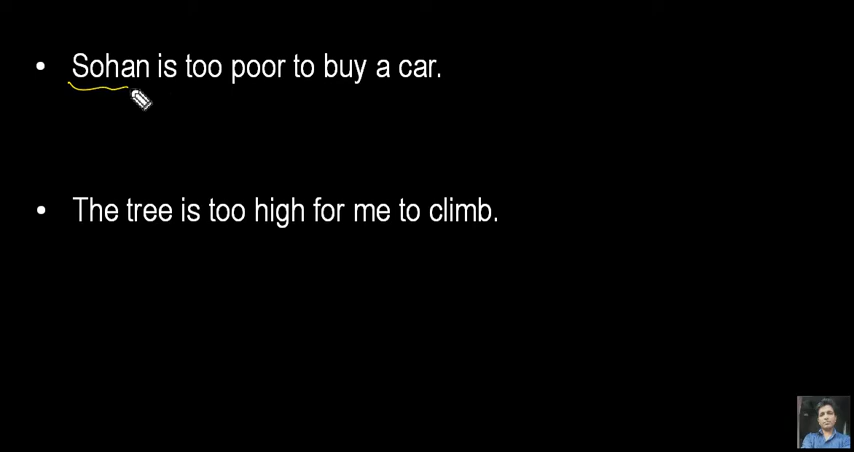 • Sohan is too poor to buy a car.
• The tree is too high for me to climb.